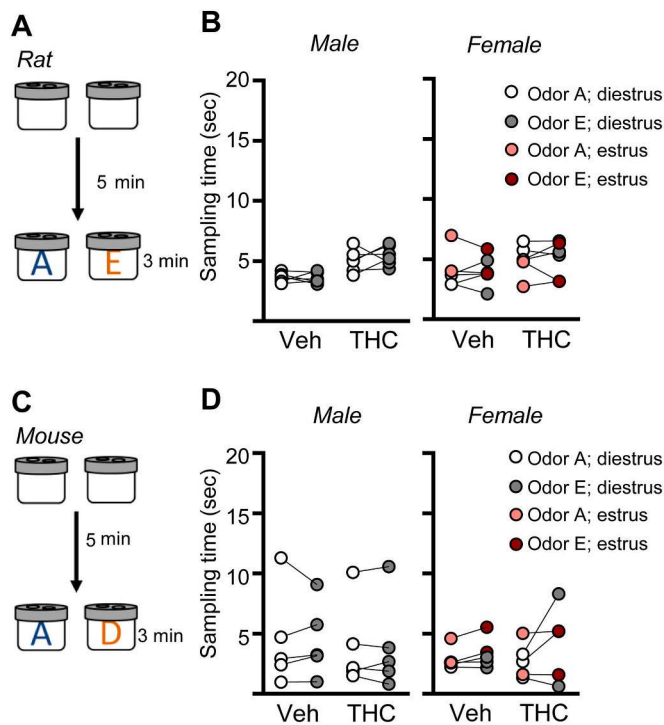 A
Rat
5 min
A E 3 min
B
Male Female
Sampling time (sec)
20
15
10
5
Odor A; diestrus
Odor E; diestrus
Odor A; estrus
Odor E; estrus
Veh THC Veh THC
C
Mouse
5 min
A D 3 min
D
Male Female
Sampling time (sec)
20
15
10
5
Odor A; diestrus
Odor E; diestrus
Odor A; estrus
Odor E; estrus
Veh THC Veh THC